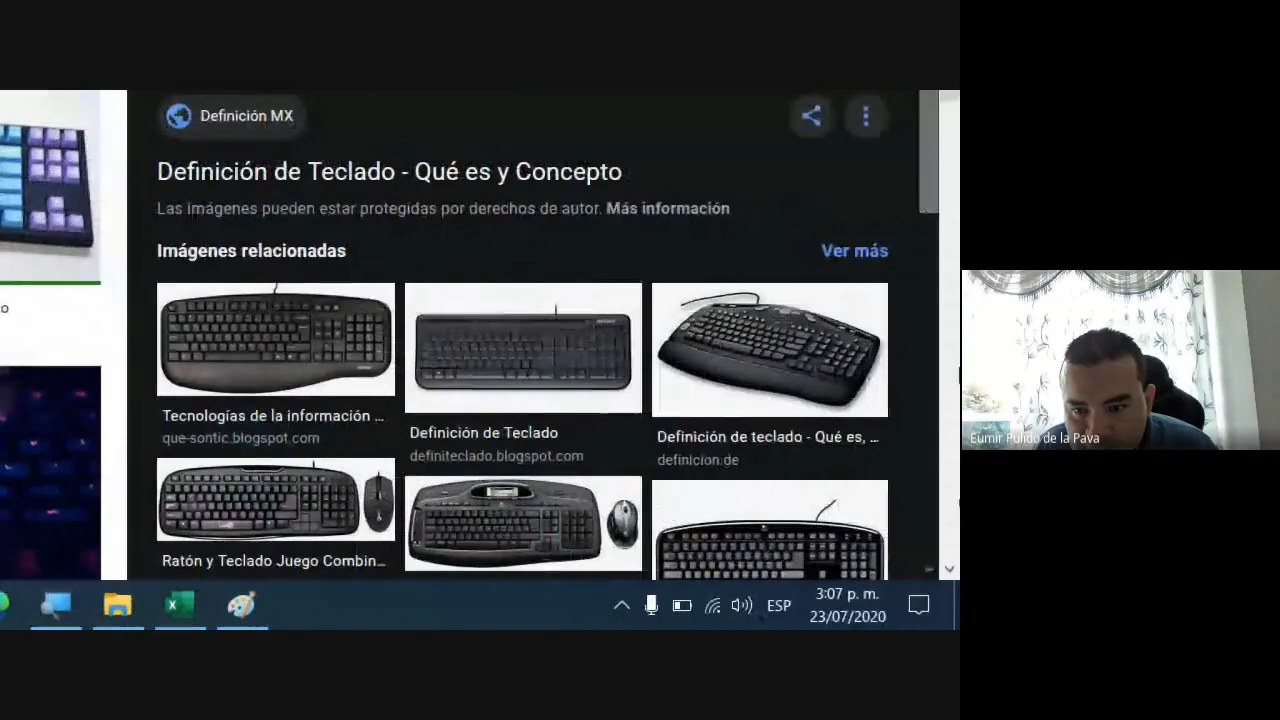 Definición MX
Definición de Teclado - Qué es y Concepto
Las imágenes pueden estar protegidas por derechos de autor. Más información
Imágenes relacionadas
Ver más
o
Tecnologías de la información ...
que-sontic.blogspot.com
Definición de Teclado
definiteclado.blogspot.com
Definición de teclado - Qué es, ...
definicion.de
Ratón y Teclado Juego Combin...
ESP
3:07 p. m.
23/07/2020
Eumir Pulido de la Pava